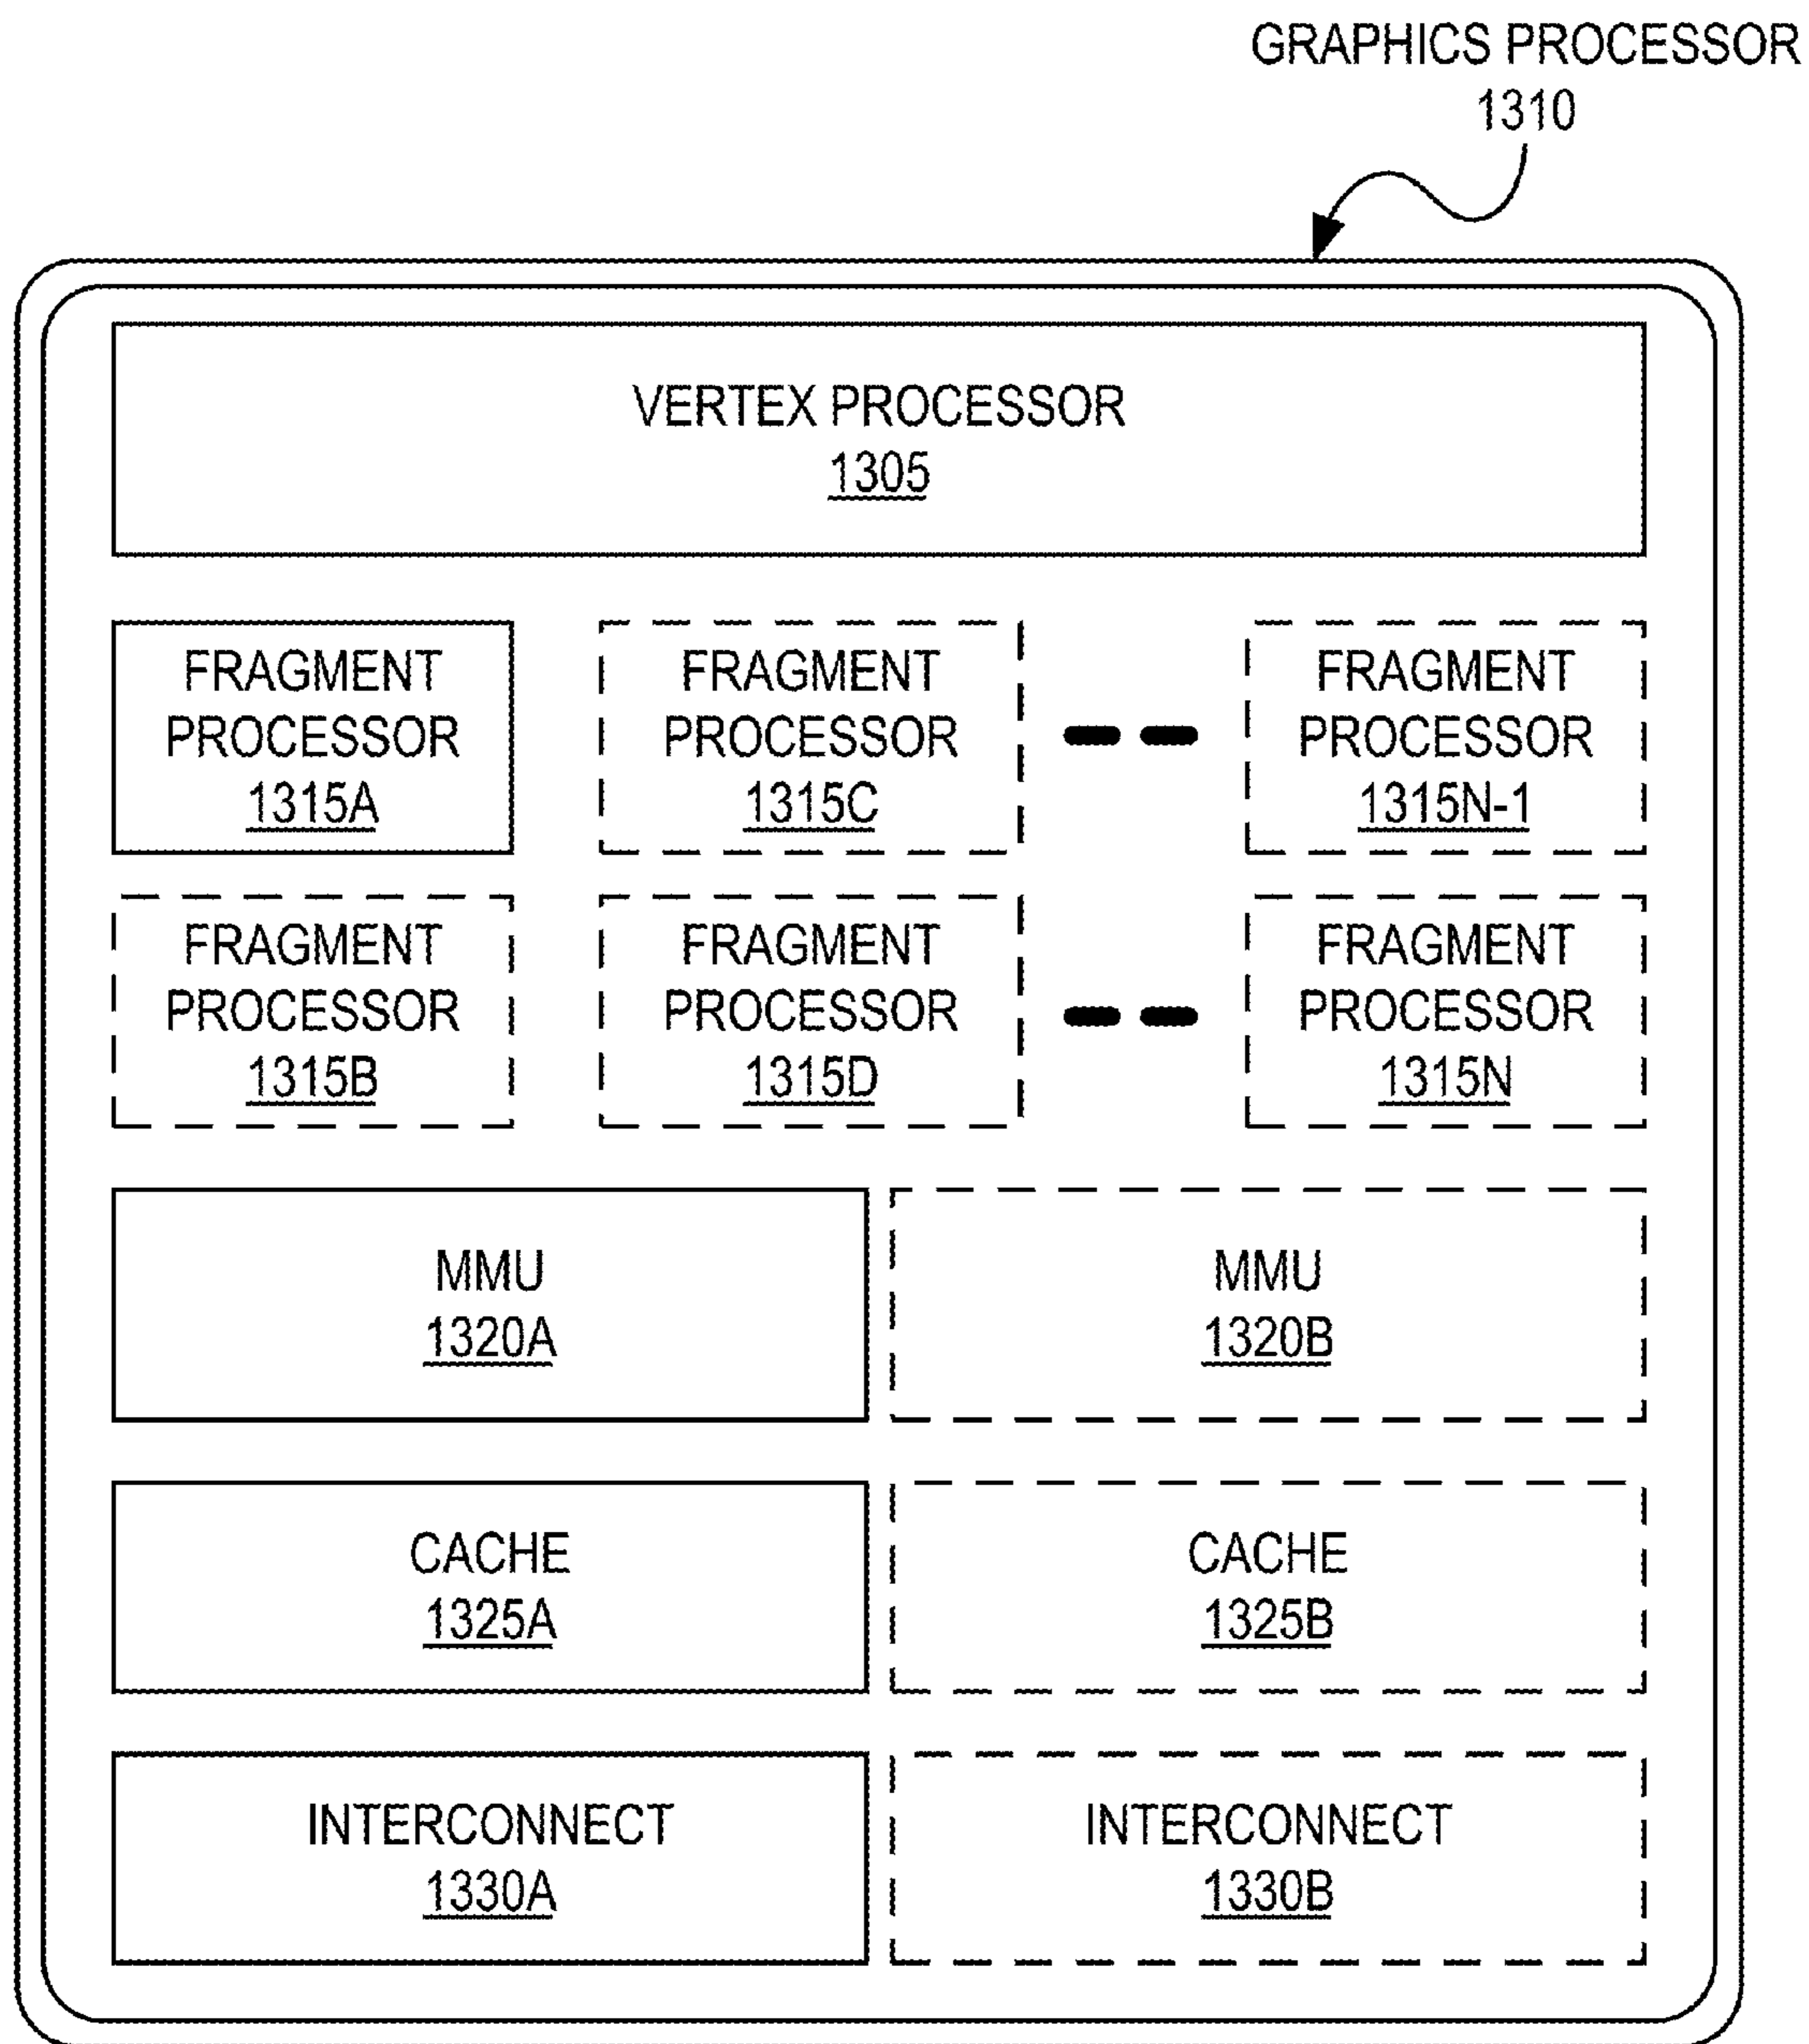 GRAPHICS PROCESSOR
1310
VERTEX PROCESSOR
1305
FRAGMENT
PROCESSOR
1315A
FRAGMENT
PROCESSOR
1315C
FRAGMENT
PROCESSOR
1315N-1
FRAGMENT
PROCESSOR
1315B
FRAGMENT
PROCESSOR
1315D
FRAGMENT
PROCESSOR
1315N
MMU
1320A
MMU
1320B
CACHE
1325A
CACHE
1325B
INTERCONNECT
1330A
INTERCONNECT
1330B